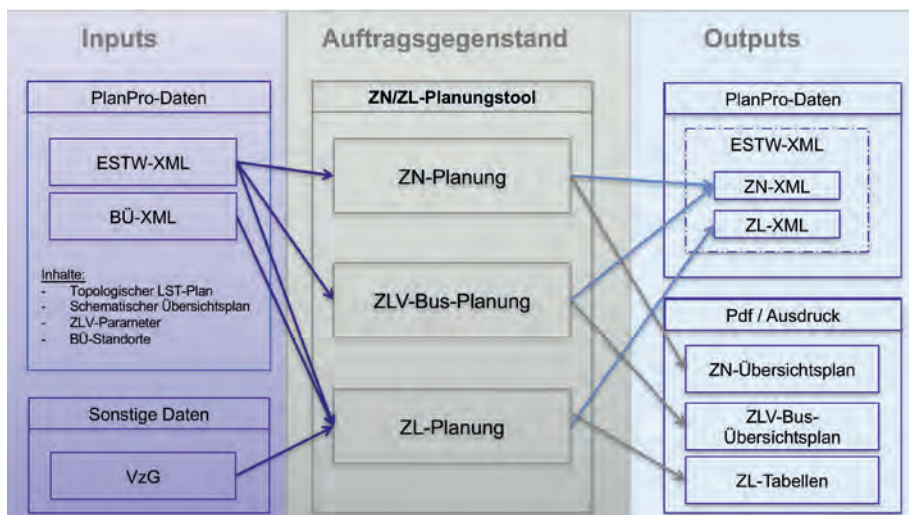 Inputs
PlanPro-Daten
ESTW-XML
BÜ-XML
Inhalte:
- Topologischer LST-Plan
- Schematischer Übersichtsplan
- ZLV-Parameter
- BÜ-Standorte
Sonstige Daten
VzG
Auftragsgegenstand
ZN/ZL-Planungstool
ZN-Planung
ZLV-Bus-Planung
ZL-Planung
Outputs
PlanPro-Daten
ESTW-XML
ZN-XML
ZL-XML
Pdf / Ausdruck
ZN-Übersichtsplan
ZLV-Bus-
Übersichtsplan
ZL-Tabellen